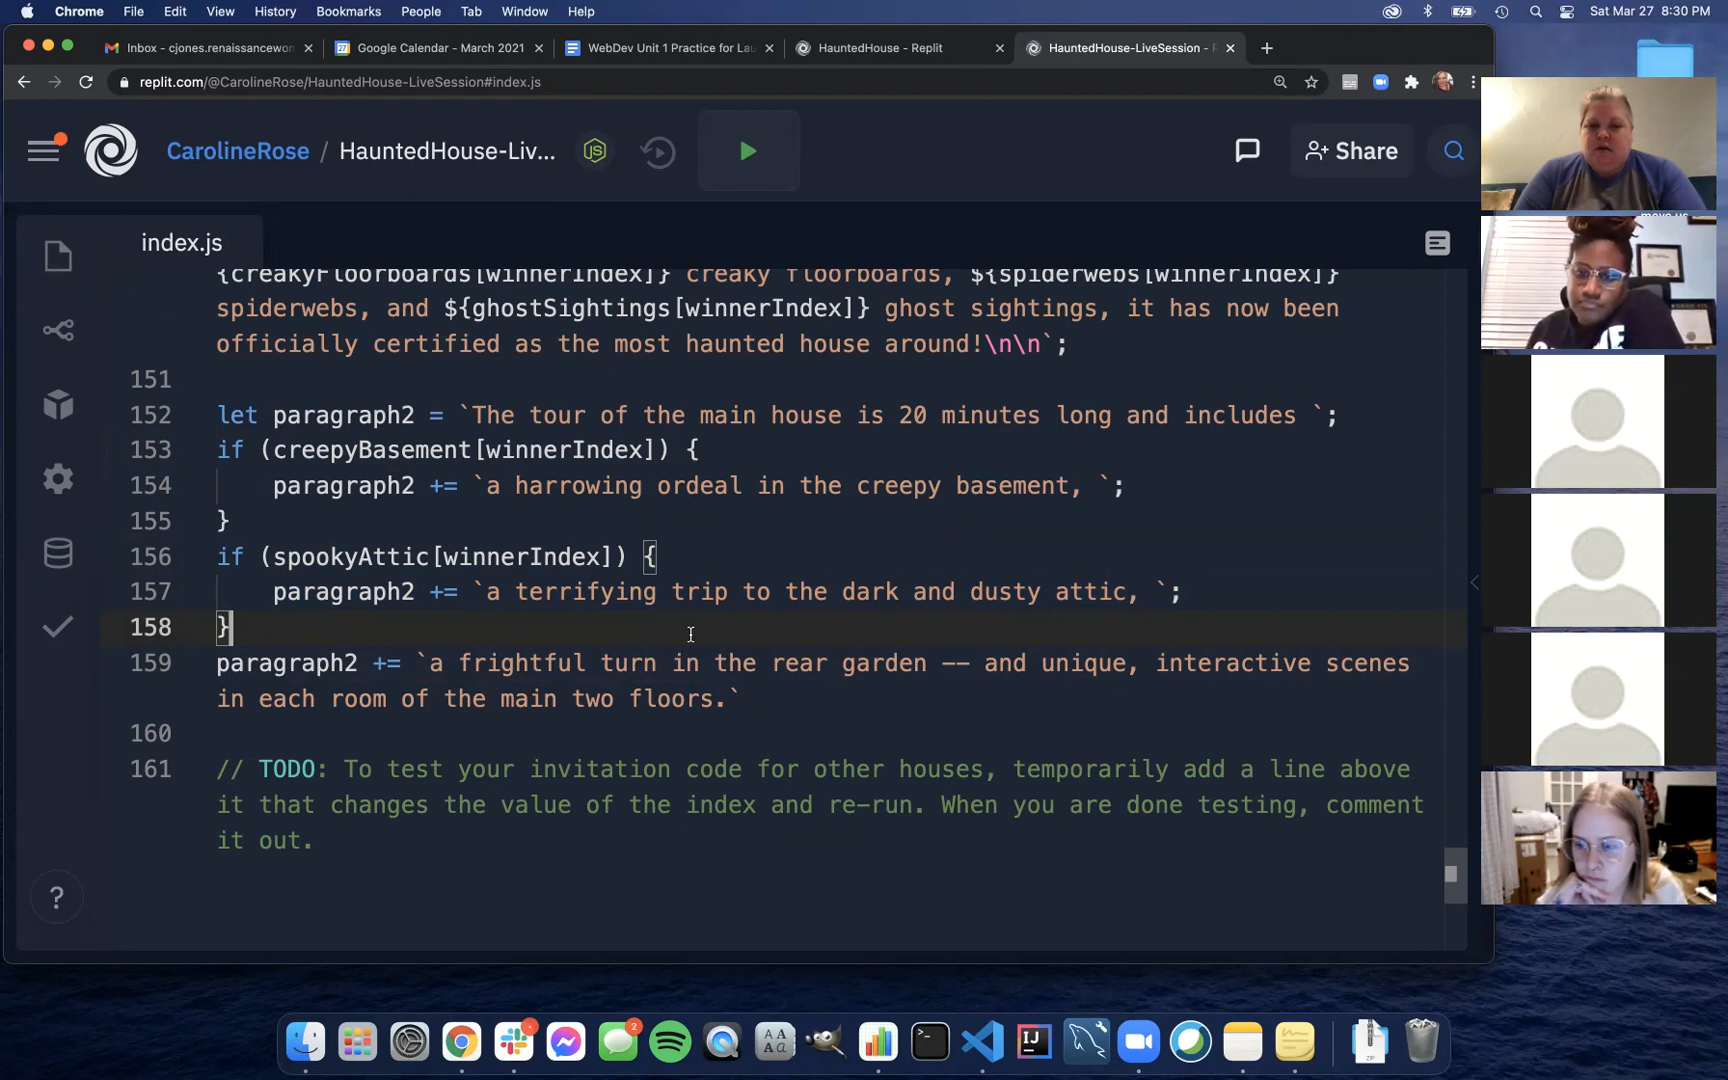 Chrome File Edit View History Bookmarks People Tab Window Help Sat Mar 27 8:30 PM
Inbox - cjones.renaissancewon
Google Calendar - March 2021
WebDev Unit 1 Practice for Lau
HauntedHouse - Replit
HauntedHouse-LiveSession - R
replit.com/@CarolineRose/HauntedHouse-LiveSession#index.js
CarolineRose / HauntedHouse-Liv...
Share
index.js
{creakyFloorboards[winnerIndex]} creaky floorboards, ${spiderwebs[winnerIndex]}
spiderwebs, and ${ghostSightings[winnerIndex]} ghost sightings, it has now been
officially certified as the most haunted house around!\n\n`;
151
152 let paragraph2 = `The tour of the main house is 20 minutes long and includes `;
153 if (creepyBasement[winnerIndex]) {
154 paragraph2 += `a harrowing ordeal in the creepy basement, `;
155 }
156 if (spookyAttic[winnerIndex]) {
157 paragraph2 += `a terrifying trip to the dark and dusty attic, `;
158 }
159 paragraph2 += `a frightful turn in the rear garden -- and unique, interactive scenes
in each room of the main two floors.`
160
161 // TODO: To test your invitation code for other houses, temporarily add a line above
it that changes the value of the index and re-run. When you are done testing, comment
it out.